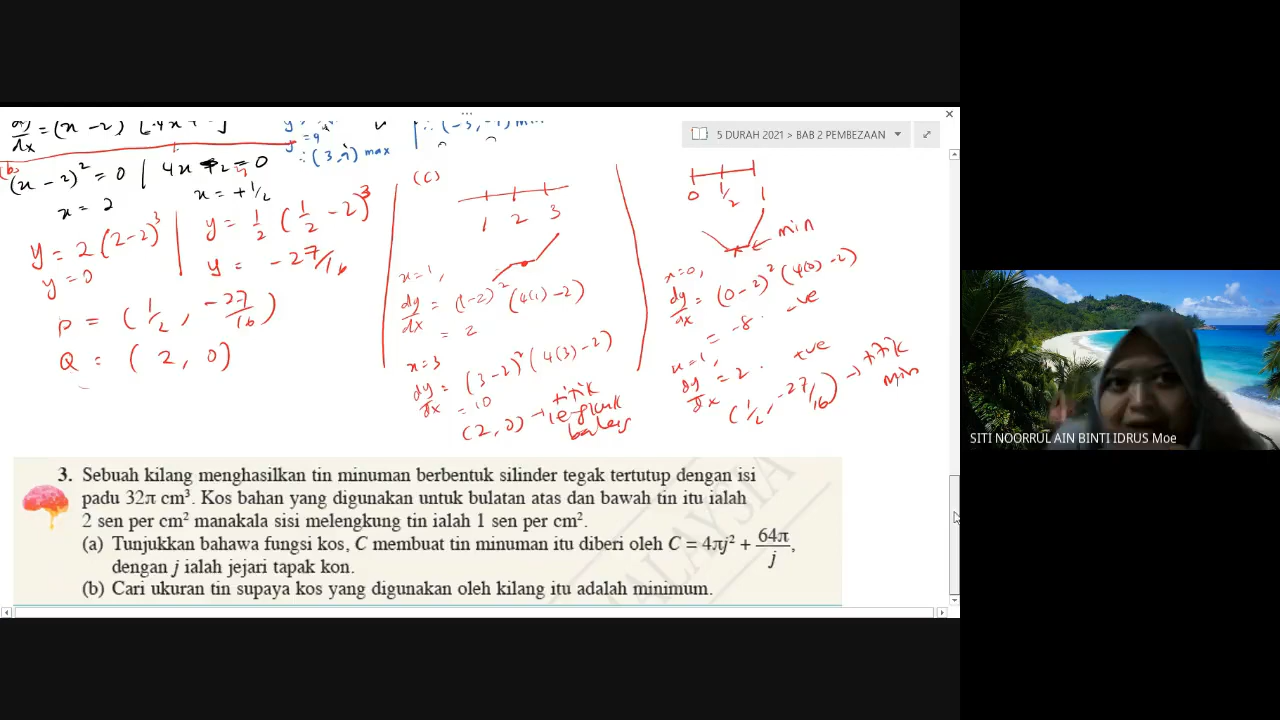 dy/dx = (x-2)² [4x+
(b)
(x-2)² = 0 | 4x - 2 = 0
x = 2
x = +1/2
y = 2(2-2)³
y = 0
y = 1/2 (1/2 - 2)³
y = -27/16
P = (1/2, -27/16)
Q = (2, 0)
∴ (3, 9) max
∴ (-3, -9) min
(c)
1 2 3
x=1,
dy/dx = (1-2)² (4(1)-2)
= 2
x=3
dy/dx = (3-2)² (4(3)-2)
= 10
(2,0) → titik
lengkuk
balas
0 1/2 1
min
x=0,
dy/dx = (0-2)² (4(0)-2)
= -8. -ve
x=1,
dy/dx = 2. +ve
(1/2, -27/16) → titik
min
5 DURAH 2021 > BAB 2 PEMBEZAAN
3. Sebuah kilang menghasilkan tin minuman berbentuk silinder tegak tertutup dengan isi
padu 32π cm³. Kos bahan yang digunakan untuk bulatan atas dan bawah tin itu ialah
2 sen per cm² manakala sisi melengkung tin ialah 1 sen per cm².
(a) Tunjukkan bahawa fungsi kos, C membuat tin minuman itu diberi oleh C = 4πj² + 64π/j,
dengan j ialah jejari tapak kon.
(b) Cari ukuran tin supaya kos yang digunakan oleh kilang itu adalah minimum.
SITI NOORRUL AIN BINTI IDRUS Moe